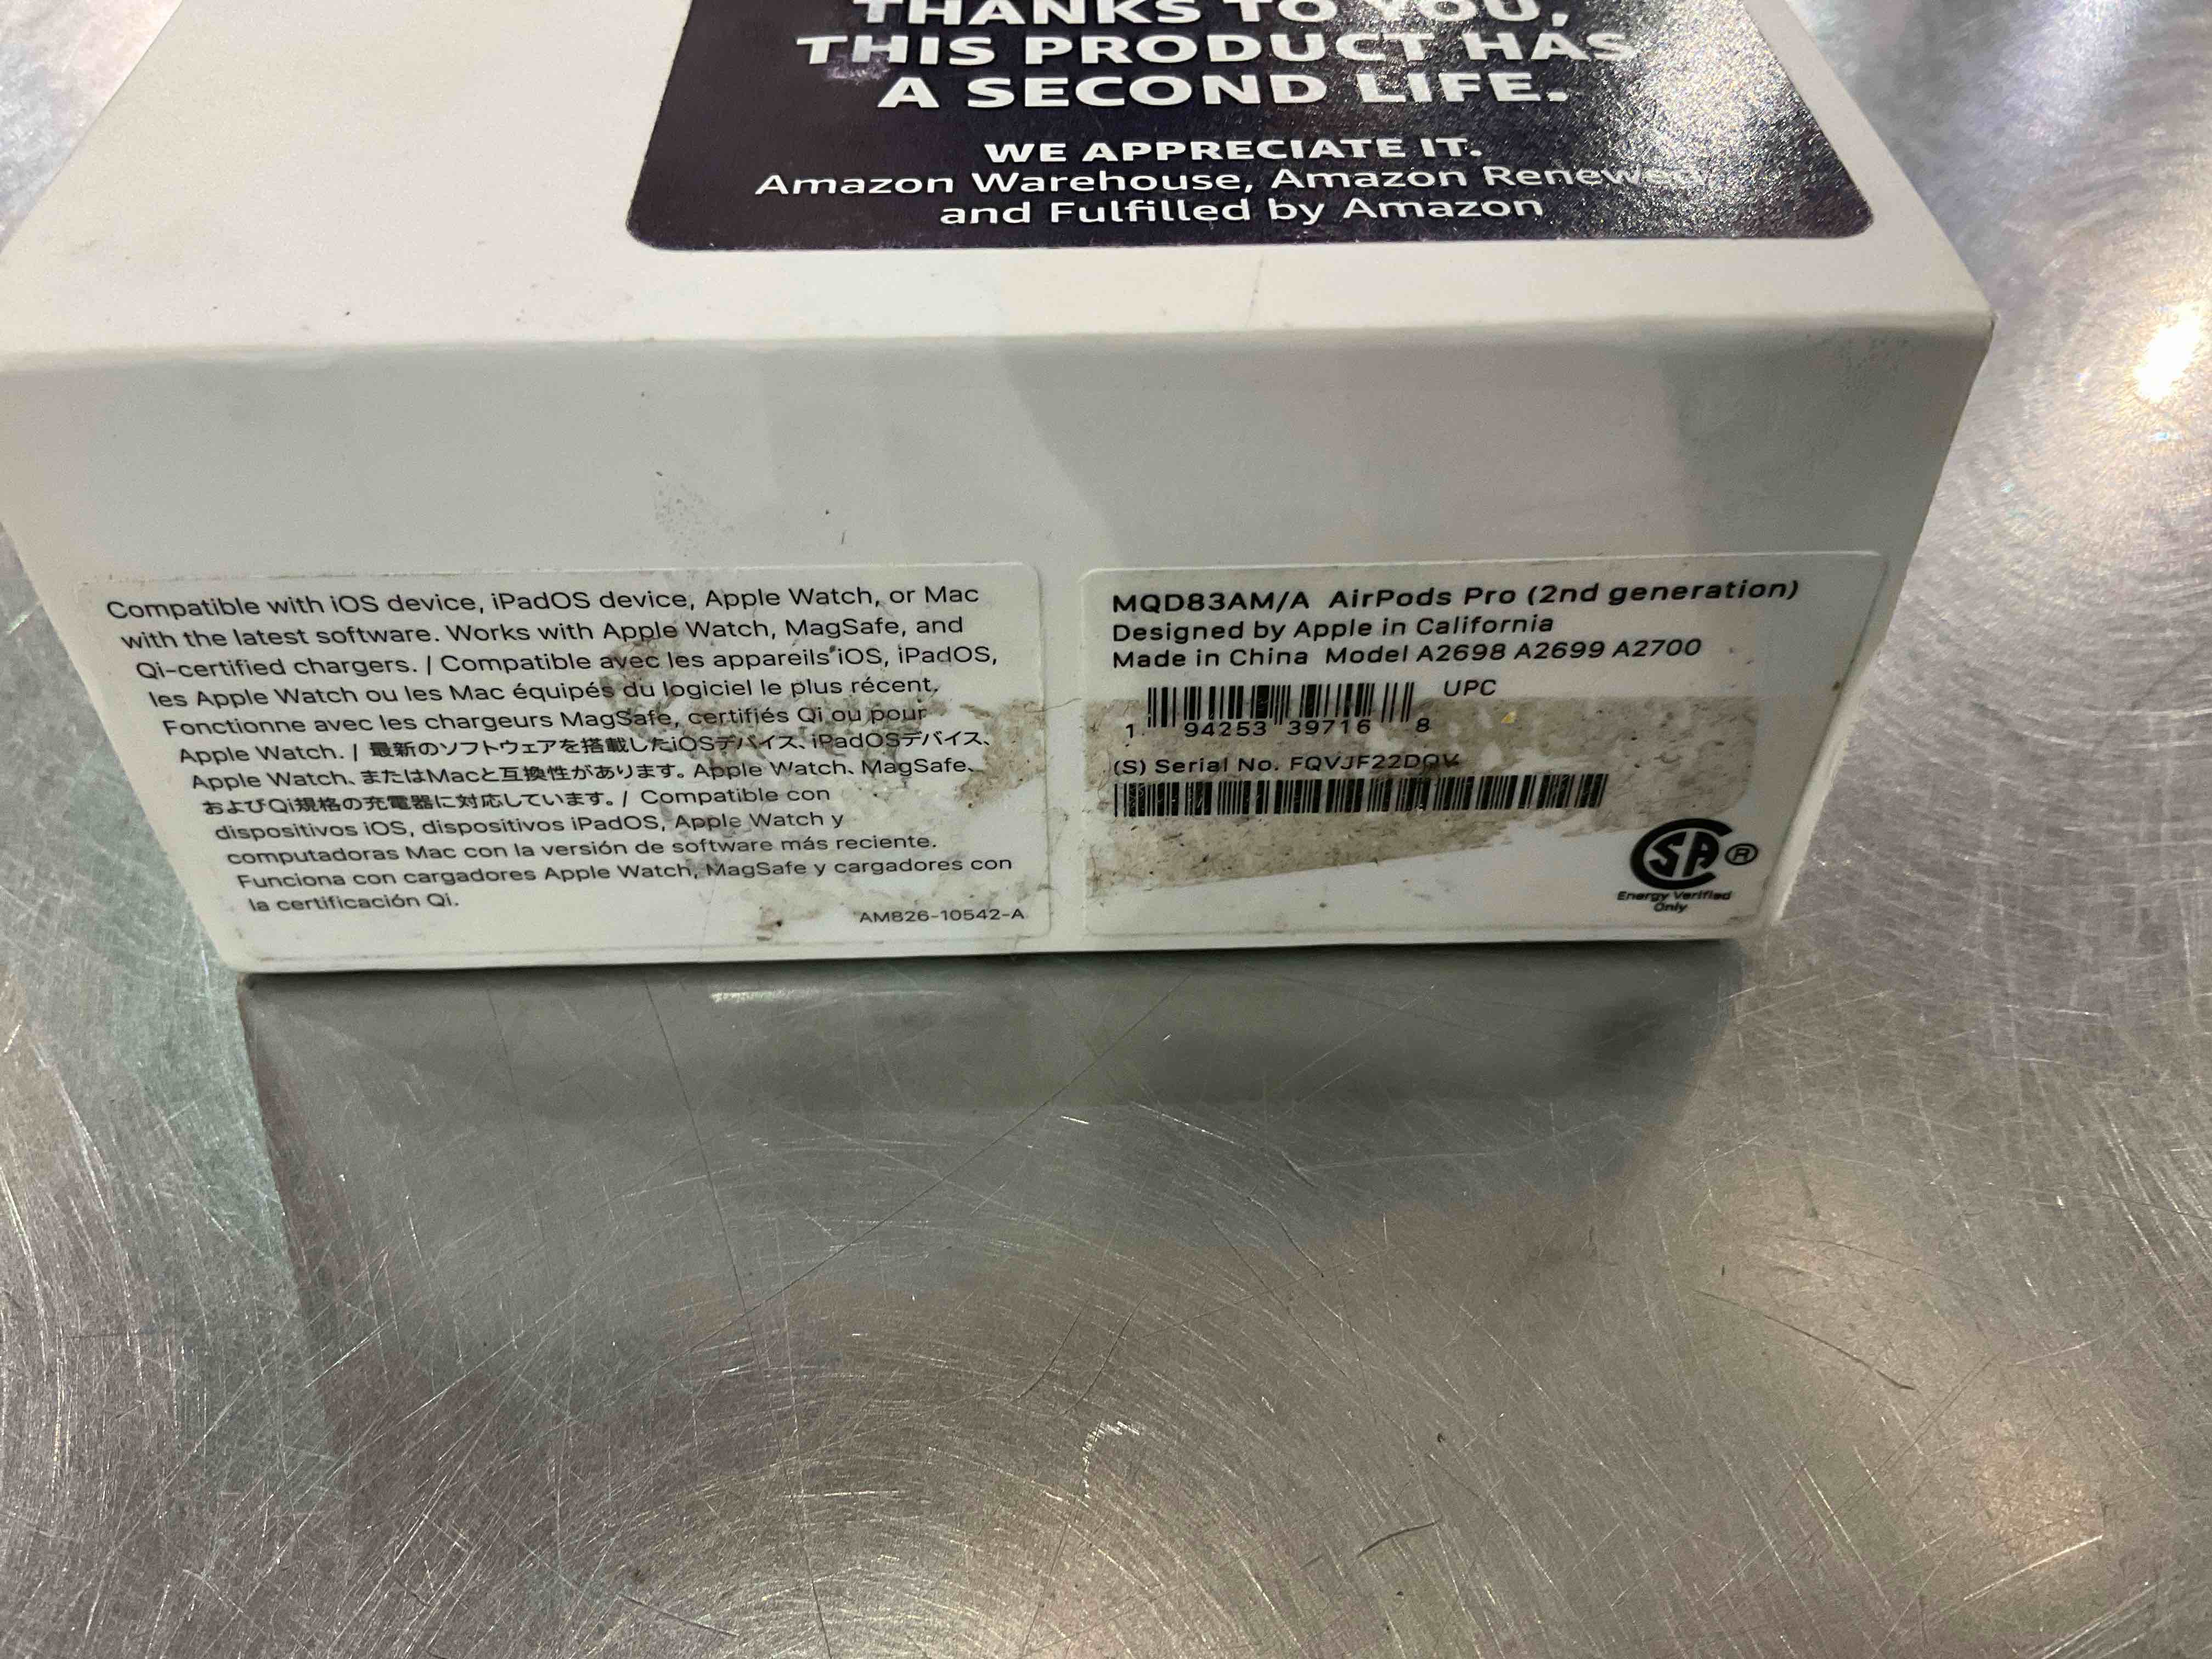 THANKS TO YOU,
THIS PRODUCT HAS
A SECOND LIFE.
WE APPRECIATE IT.
Amazon Warehouse, Amazon Renewed,
and Fulfilled by Amazon
Compatible with iOS device, iPadOS device, Apple Watch, or Mac
with the latest software. Works with Apple Watch, MagSafe, and
Qi-certified chargers. / Compatible avec les appareils iOS, iPadOS,
les Apple Watch ou les Mac équipés du logiciel le plus récent.
Fonctionne avec les chargeurs MagSafe, certifiés Qi ou pour
Apple Watch. / 最新のソフトウェアを搭載したiOSデバイス、iPadOSデバイス、
Apple Watch、またはMacと互換性があります。Apple Watch、MagSafe、
およびQi規格の充電器に対応しています。/ Compatible con
dispositivos iOS, dispositivos iPadOS, Apple Watch y
computadoras Mac con la versión de software más reciente.
Funciona con cargadores Apple Watch, MagSafe y cargadores con
la certificación Qi.
AM826-10542-A
MQD83AM/A AirPods Pro (2nd generation)
Designed by Apple in California
Made in China Model A2698 A2699 A2700
UPC
1 94253 39716 8
(S) Serial No.
CSA ®
Energy Verified
Only